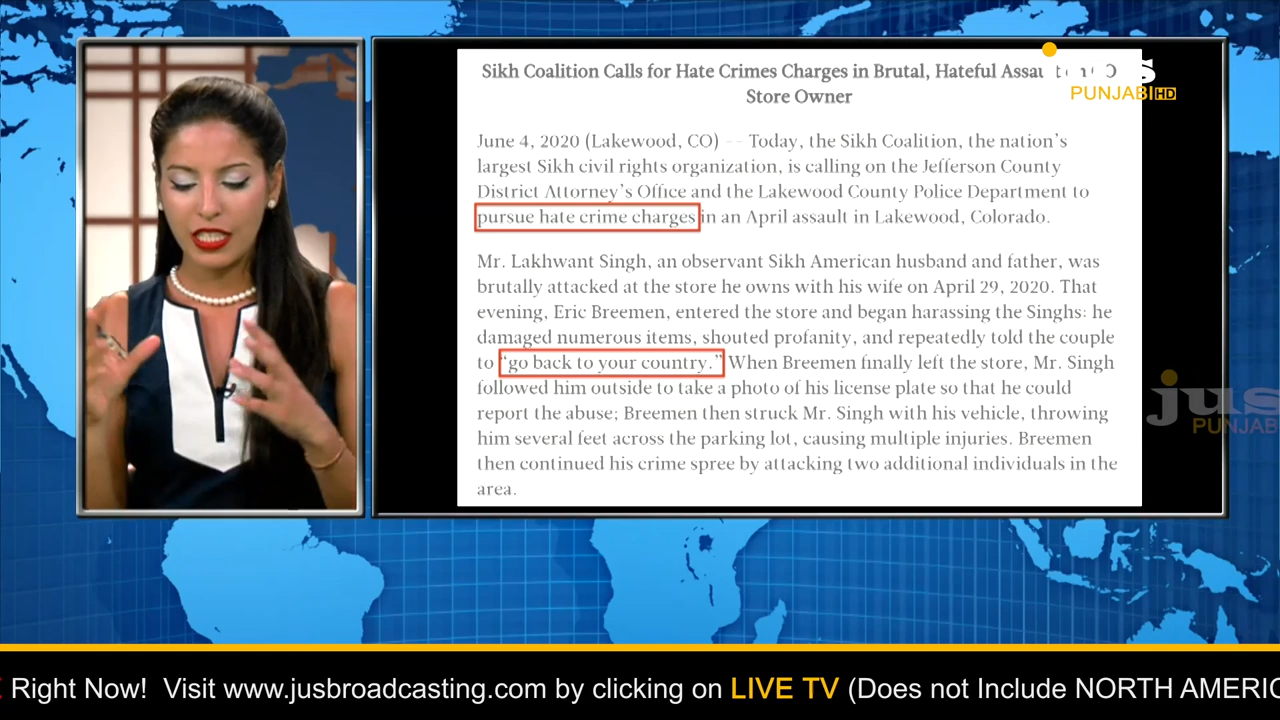 Sikh Coalition Calls for Hate Crimes Charges in Brutal, Hateful
Store Owner
jus
PUNJABI HD
June 4, 2020 (Lakewood, CO) -- Today, the Sikh Coalition, the nation's
largest Sikh civil rights organization, is calling on the Jefferson County
District Attorney's Office and the Lakewood County Police Department to
pursue hate crime charges in an April assault in Lakewood, Colorado.
Mr. Lakhwant Singh, an observant Sikh American husband and father, was
brutally attacked at the store he owns with his wife on April 29, 2020. That
evening, Eric Breemen, entered the store and began harassing the Singhs: he
damaged numerous items, shouted profanity, and repeatedly told the couple
to "go back to your country." When Breemen finally left the store, Mr. Singh
followed him outside to take a photo of his license plate so that he could
report the abuse; Breemen then struck Mr. Singh with his vehicle, throwing
him several feet across the parking lot, causing multiple injuries. Breemen
then continued his crime spree by attacking two additional individuals in the
area.
jus
PUNJAB
Right Now! Visit www.jusbroadcasting.com by clicking on LIVE TV (Does not Include NORTH AMERIC